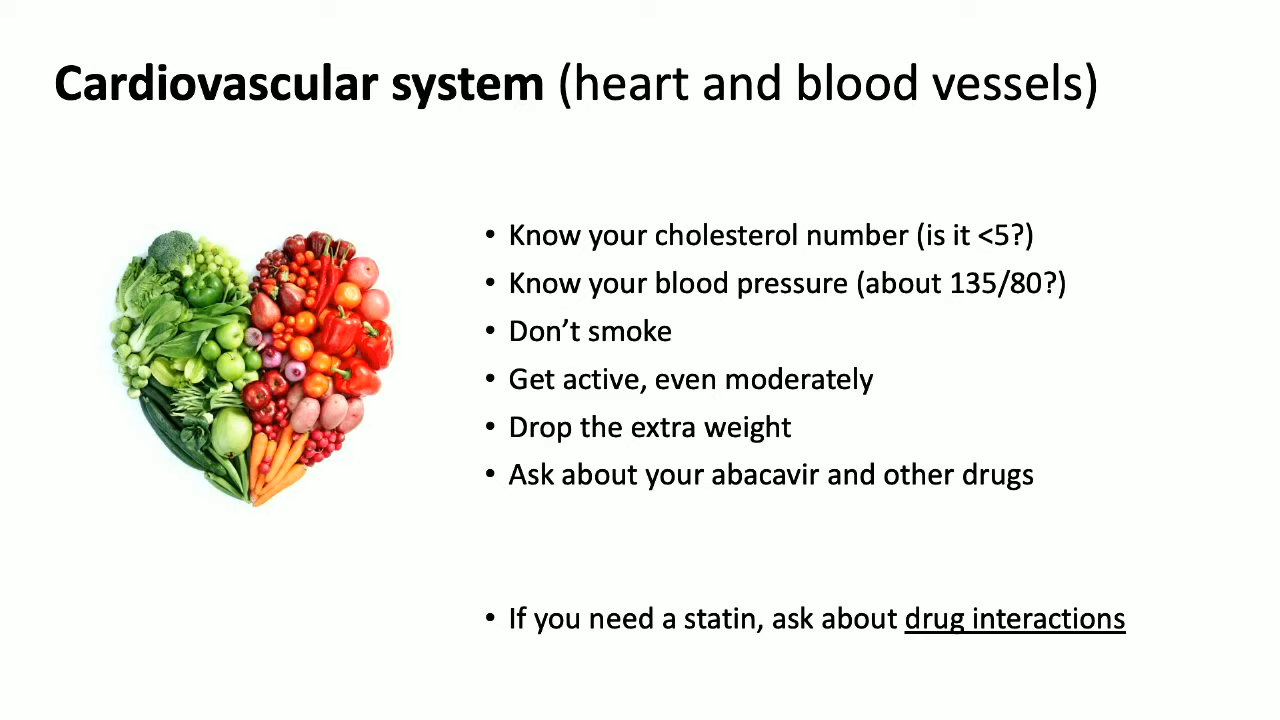 Cardiovascular system (heart and blood vessels)
• Know your cholesterol number (is it <5?)
• Know your blood pressure (about 135/80?)
• Don’t smoke
• Get active, even moderately
• Drop the extra weight
• Ask about your abacavir and other drugs
• If you need a statin, ask about drug interactions